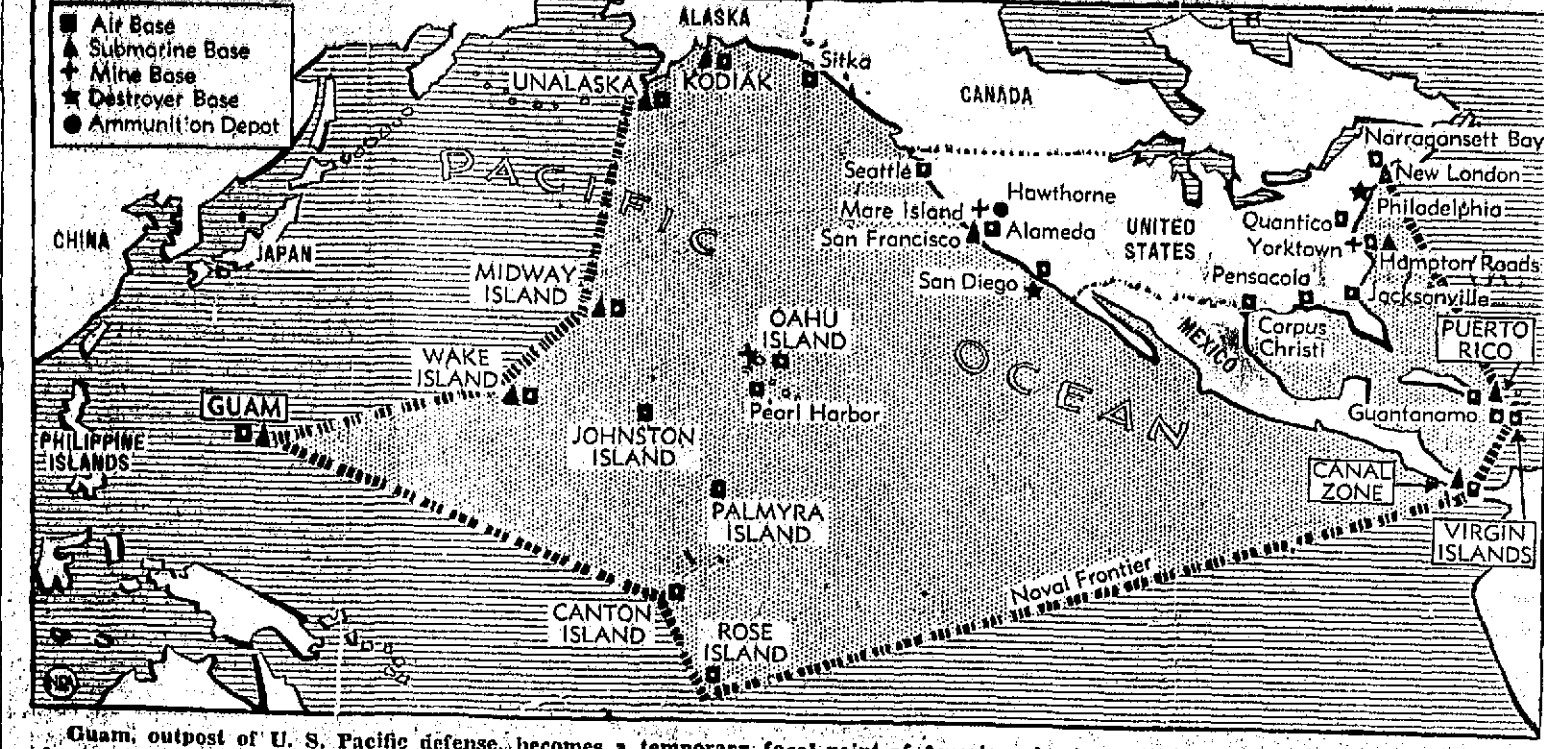 Air Base
Submarine Base
Mine Base
Destroyer Base
Ammunition Depot
ALASKA
UNALASKA
KODIAK
Sitka
CANADA
PACIFIC
OCEAN
CHINA
JAPAN
Seattle
Hawthorne
Mare Island
San Francisco
Alameda
San Diego
UNITED
STATES
Narragansett Bay
New London
Philadelphia
Quantico
Yorktown
Hampton Roads
Pensacola
Jacksonville
Corpus
Christi
MEXICO
PUERTO
RICO
Guantanamo
CANAL
ZONE
VIRGIN
ISLANDS
MIDWAY
ISLAND
OAHU
ISLAND
Pearl Harbor
WAKE
ISLAND
GUAM
PHILIPPINE
ISLANDS
JOHNSTON
ISLAND
PALMYRA
ISLAND
CANTON
ISLAND
ROSE
ISLAND
Naval Frontier
NEA
Guam, outpost of U. S. Pacific defense, becomes a temporary focal point of